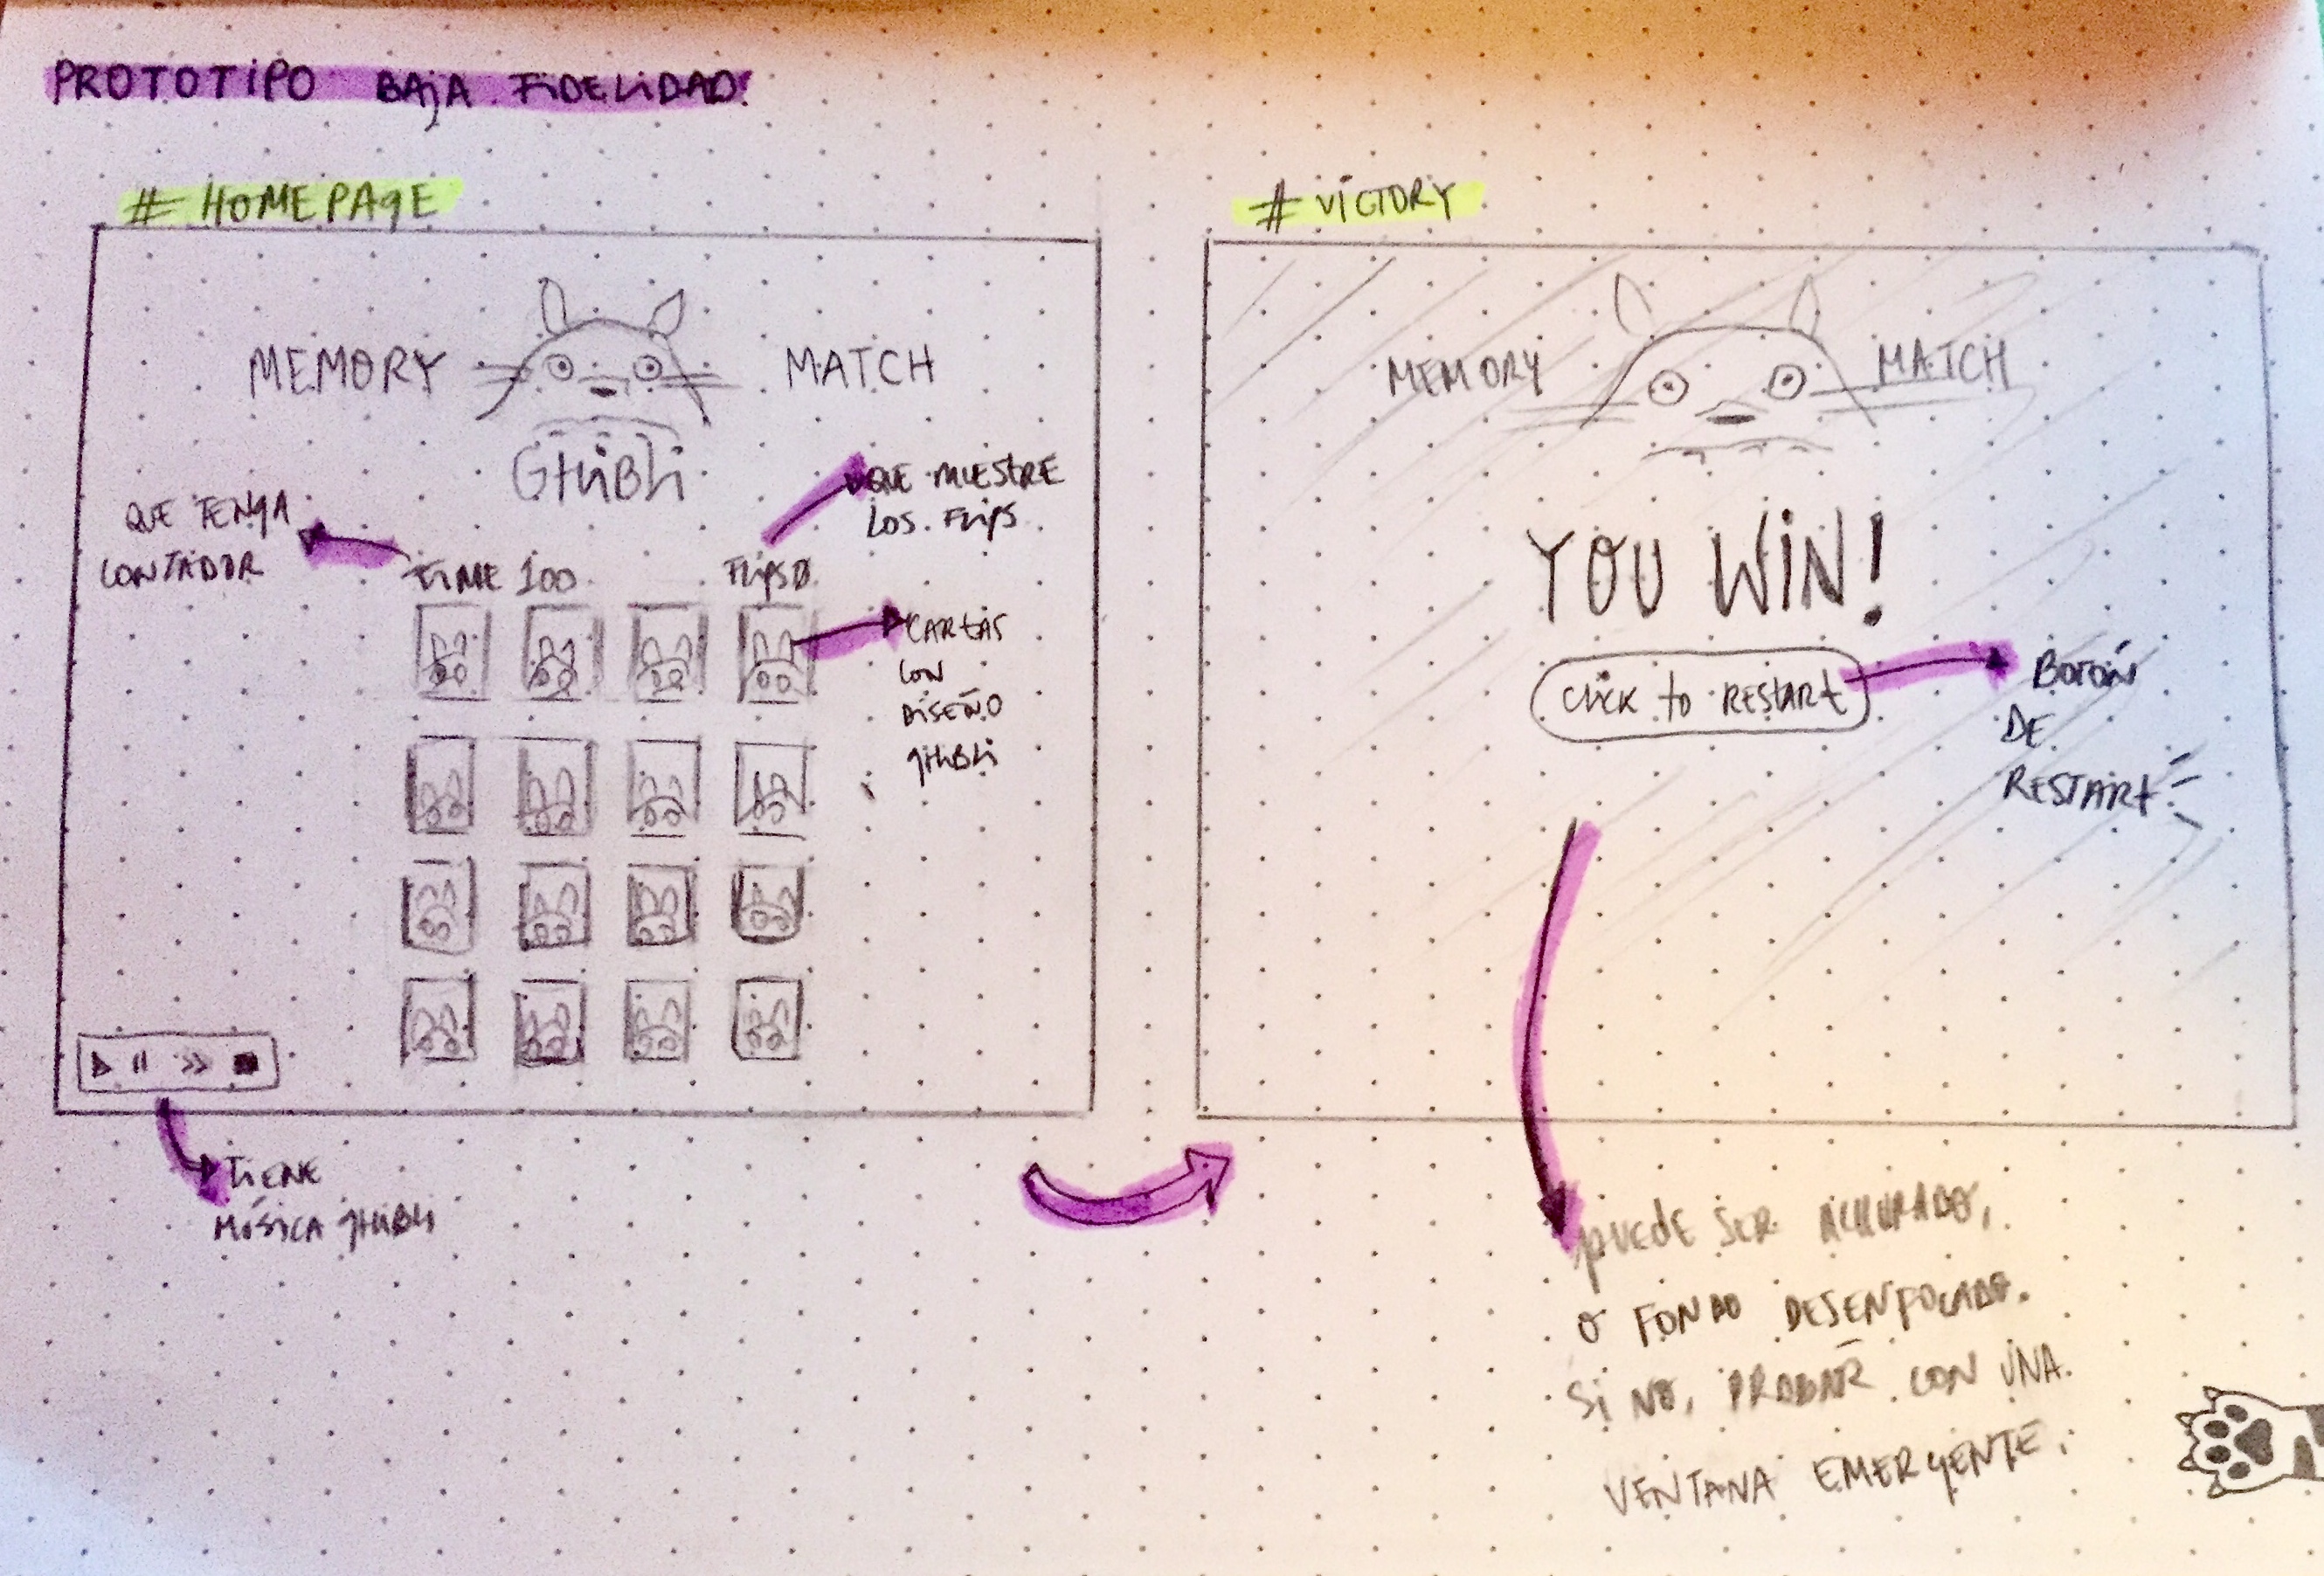 PROTOTIPO BAJA FIDELIDAD
# HOMEPAGE
MEMORY MATCH
GHIBLI
QUE TENGA
CONTADOR
QUE MUESTRE
LOS FLIPS
TIME 100
FLIPS 0
CARTAS
CON
DISEÑO
GHIBLI
TIENE
MÚSICA GHIBLI
# VICTORY
MEMORY MATCH
YOU WIN!
CLICK to RESTART
BOTÓN
DE
RESTART
PUEDE SER
O FONDO DESENFOCADO.
SI NO, PROBAR CON UNA
VENTANA EMERGENTE.